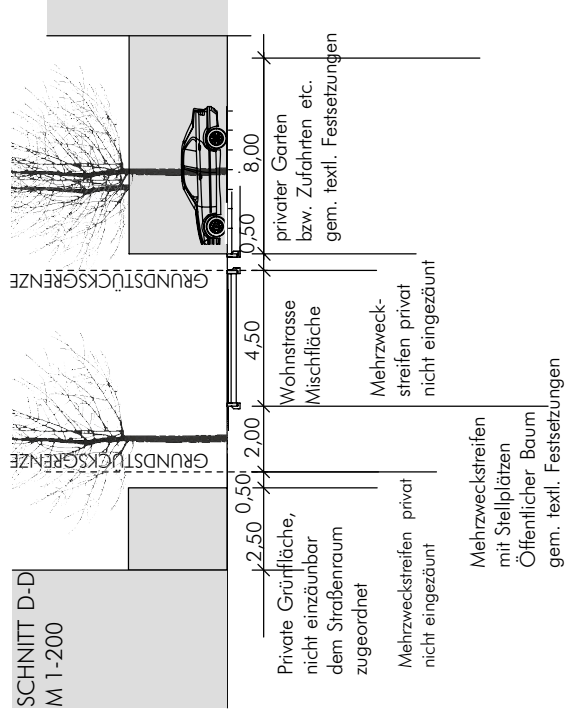 SCHNITT D-D
M 1-200
GRUNDSTÜCKSGRENZE
GRUNDSTÜCKSGRENZE
2,50
0,50
2,00
4,50
0,50
8,00
Private Grünfläche,
nicht einzäunbar
dem Straßenraum
zugeordnet
Mehrzweckstreifen privat
nicht eingezäunt
Mehrzweckstreifen
mit Stellplätzen
Öffentlicher Baum
gem. textl. Festsetzungen
Wohnstrasse
Mischfläche
Mehrzweck-
streifen privat
nicht eingezäunt
privater Garten
bzw. Zufahrten etc.
gem. textl. Festsetzungen